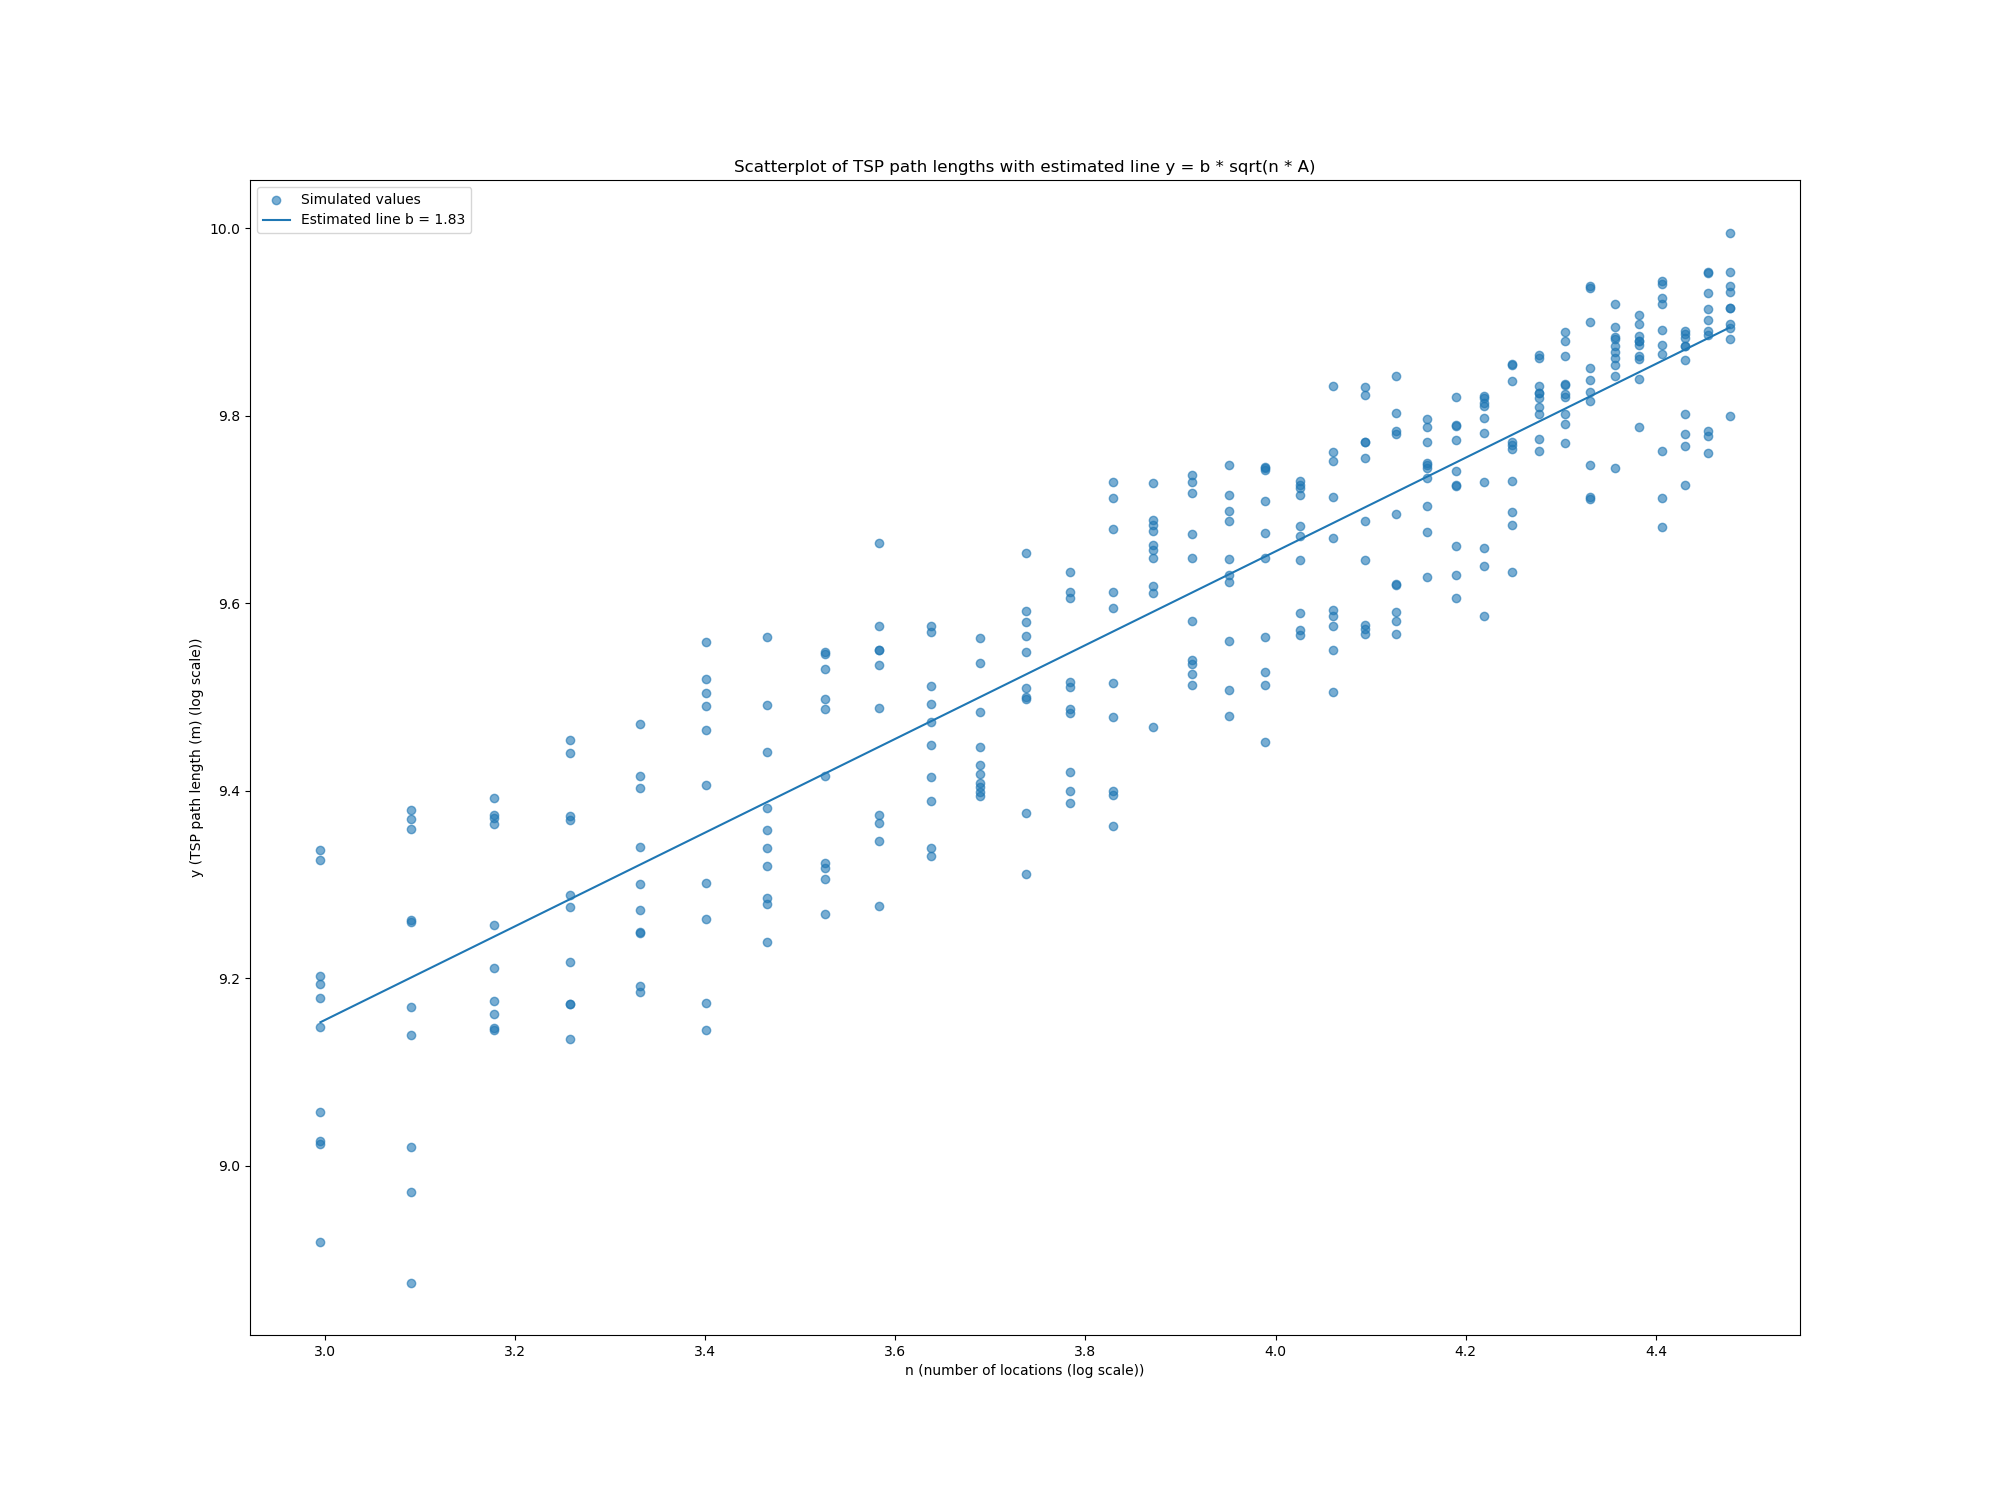 Scatterplot of TSP path lengths with estimated line y = b * sqrt(n * A)
Simulated values
Estimated line b = 1.83
10.0
9.8
9.6
9.4
9.2
9.0
y (TSP path length (m) (log scale))
3.0 3.2 3.4 3.6 3.8 4.0 4.2 4.4
n (number of locations (log scale))